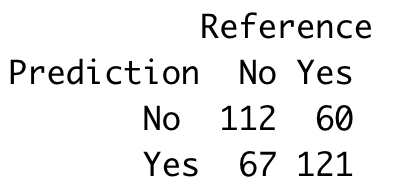 Reference
Prediction No Yes
No 112 60
Yes 67 121